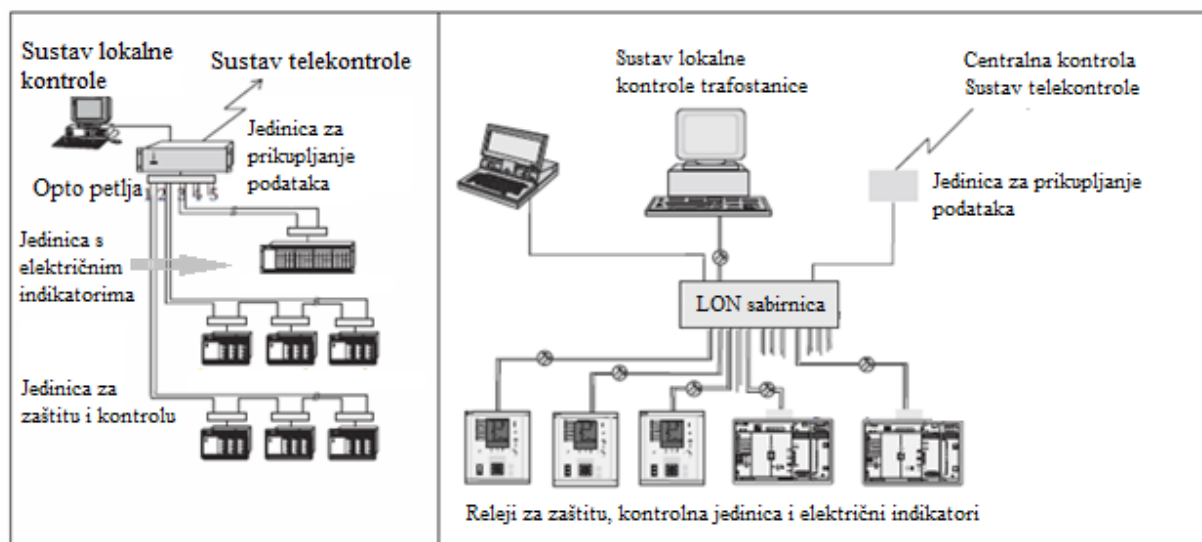 Sustav lokalne
kontrole
Sustav telekontrole
Jedinica za
prikupljanje
podataka
Opto petlja
1 2 3 4 5
Jedinica s
električnim
indikatorima
Jedinica za
zaštitu i kontrolu
Sustav lokalne
kontrole trafostanice
Centralna kontrola
Sustav telekontrole
Jedinica za prikupljanje
podataka
LON sabirnica
Releji za zaštitu, kontrolna jedinica i električni indikatori